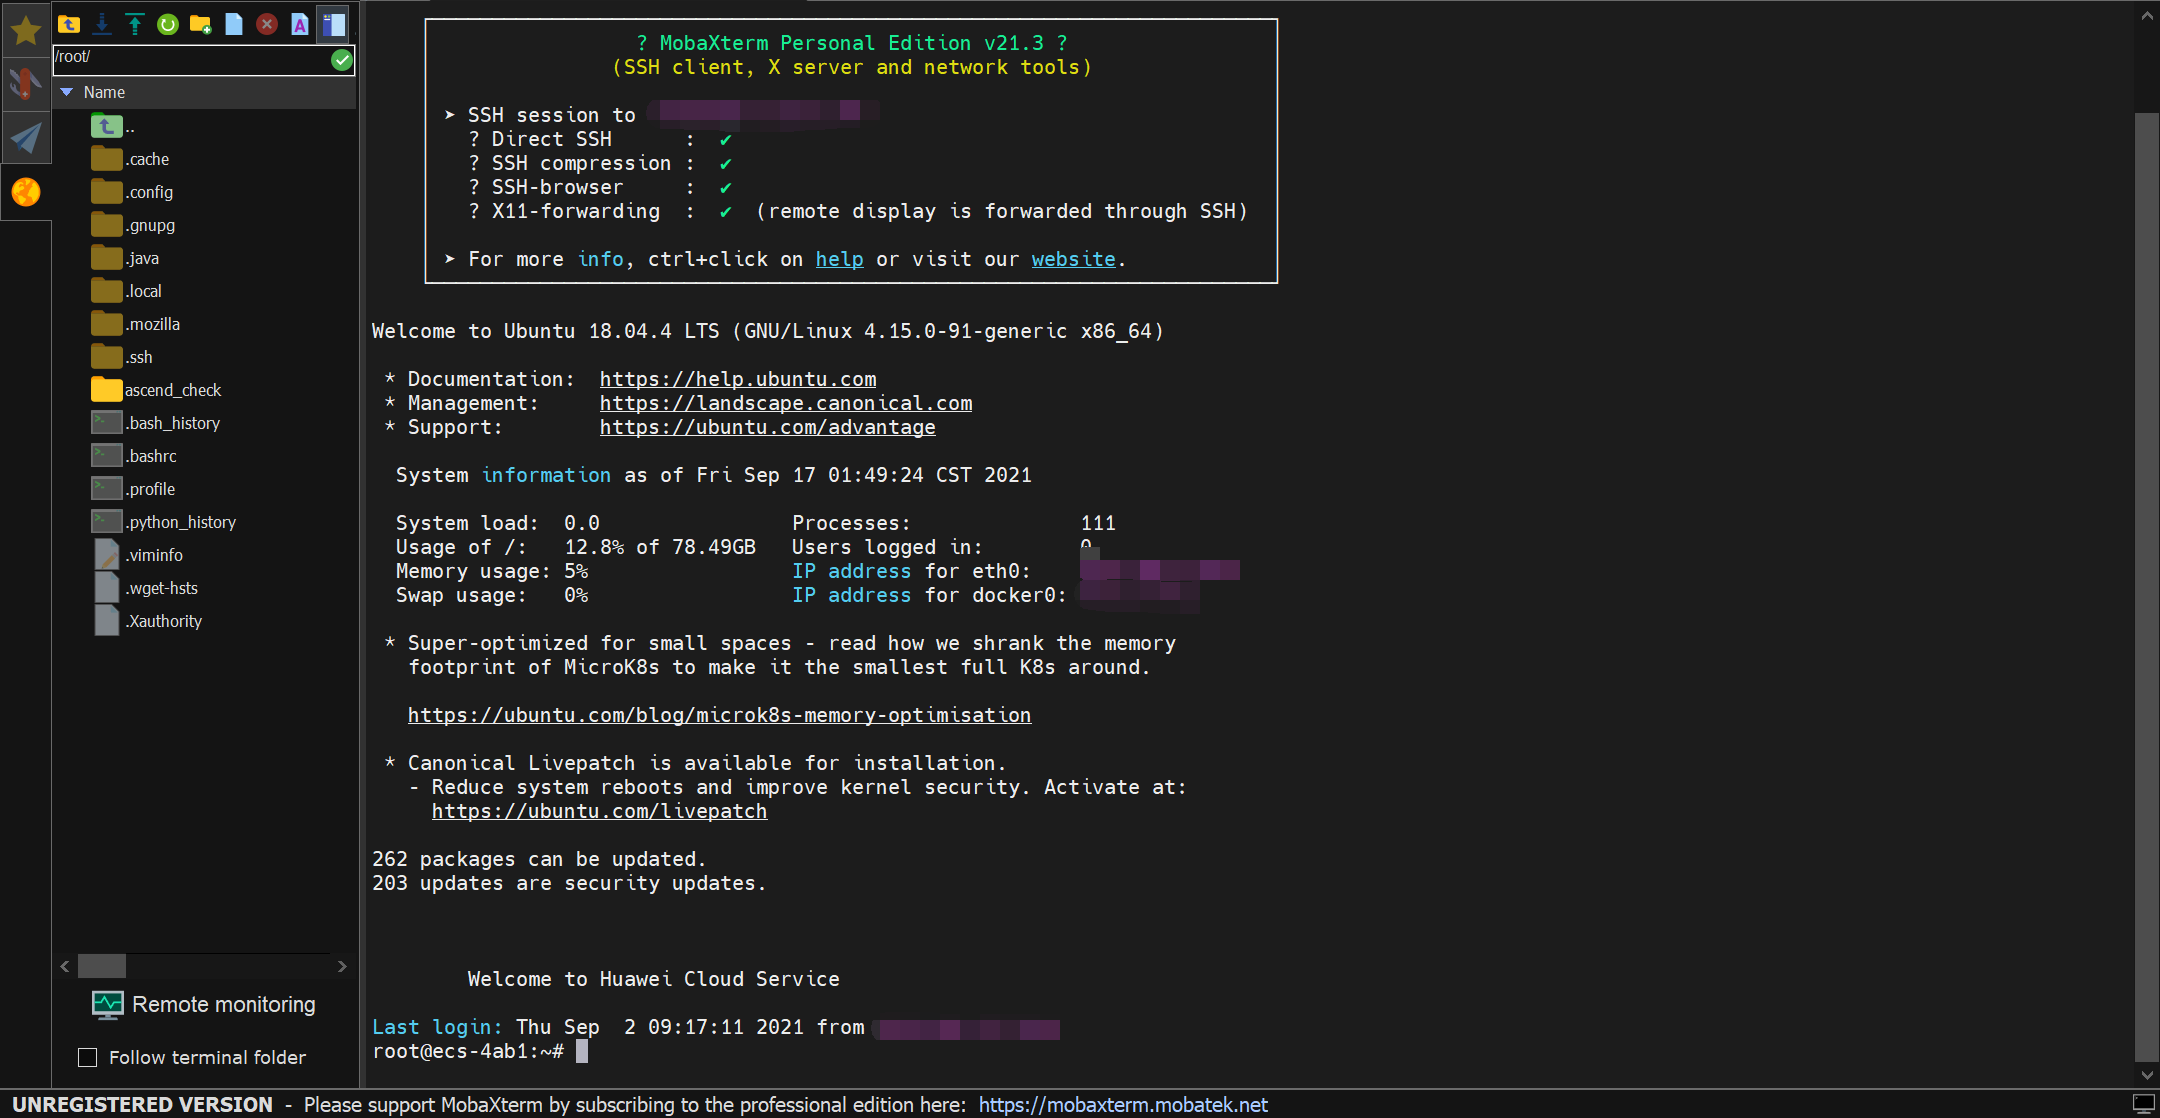 /root/
Name
..
.cache
.config
.gnupg
.java
.local
.mozilla
.ssh
ascend_check
.bash_history
.bashrc
.profile
.python_history
.viminfo
.wget-hsts
.Xauthority
Remote monitoring
Follow terminal folder
? MobaXterm Personal Edition v21.3 ?
(SSH client, X server and network tools)
➤ SSH session to
? Direct SSH : ✔
? SSH compression : ✔
? SSH-browser : ✔
? X11-forwarding : ✔ (remote display is forwarded through SSH)
➤ For more info, ctrl+click on help or visit our website.
Welcome to Ubuntu 18.04.4 LTS (GNU/Linux 4.15.0-91-generic x86_64)
* Documentation: https://help.ubuntu.com
* Management: https://landscape.canonical.com
* Support: https://ubuntu.com/advantage
System information as of Fri Sep 17 01:49:24 CST 2021
System load: 0.0 Processes: 111
Usage of /: 12.8% of 78.49GB Users logged in: 0
Memory usage: 5% IP address for eth0:
Swap usage: 0% IP address for docker0:
* Super-optimized for small spaces - read how we shrank the memory
footprint of MicroK8s to make it the smallest full K8s around.
https://ubuntu.com/blog/microk8s-memory-optimisation
* Canonical Livepatch is available for installation.
- Reduce system reboots and improve kernel security. Activate at:
https://ubuntu.com/livepatch
262 packages can be updated.
203 updates are security updates.
Welcome to Huawei Cloud Service
Last login: Thu Sep 2 09:17:11 2021 from
root@ecs-4ab1:~#
UNREGISTERED VERSION - Please support MobaXterm by subscribing to the professional edition here: https://mobaxterm.mobatek.net